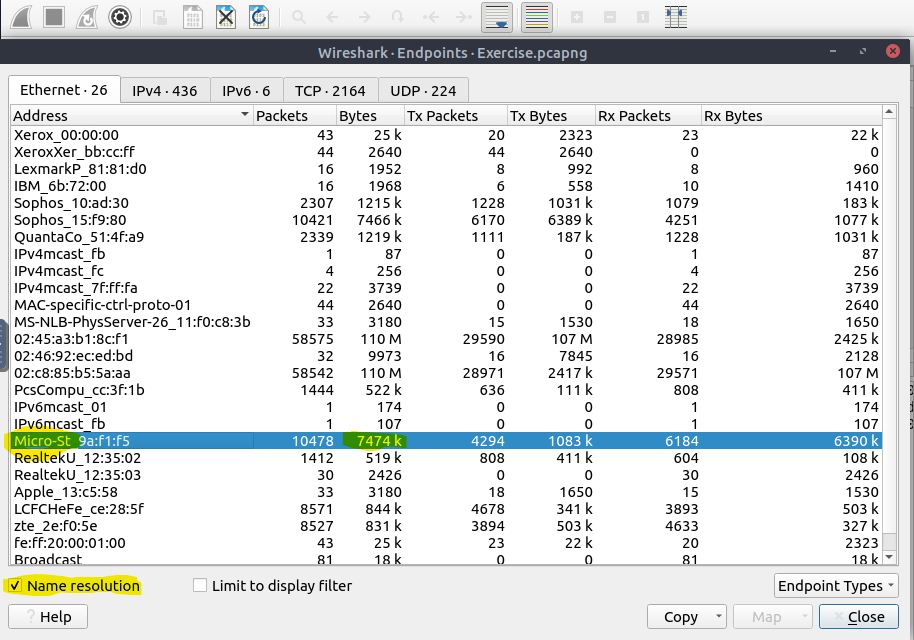 Wireshark · Endpoints · Exercise.pcapng
Ethernet · 26 IPv4 · 436 IPv6 · 6 TCP · 2164 UDP · 224
Address Packets Bytes Tx Packets Tx Bytes Rx Packets Rx Bytes
Xerox_00:00:00 43 25 k 20 2323 23 22 k
XeroxXer_bb:cc:ff 44 2640 44 2640 0 0
LexmarkP_81:81:d0 16 1952 8 992 8 960
IBM_6b:72:00 16 1968 6 558 10 1410
Sophos_10:ad:30 2307 1215 k 1228 1031 k 1079 183 k
Sophos_15:f9:80 10421 7466 k 6170 6389 k 4251 1077 k
QuantaCo_51:4f:a9 2339 1219 k 1111 187 k 1228 1031 k
IPv4mcast_fb 1 87 0 0 1 87
IPv4mcast_fc 4 256 0 0 4 256
IPv4mcast_7f:ff:fa 22 3739 0 0 22 3739
MAC-specific-ctrl-proto-01 44 2640 0 0 44 2640
MS-NLB-PhysServer-26_11:f0:c8:3b 33 3180 15 1530 18 1650
02:45:a3:b1:8c:f1 58575 110 M 29590 107 M 28985 2425 k
02:46:92:ec:ed:bd 32 9973 16 7845 16 2128
02:c8:85:b5:5a:aa 58542 110 M 28971 2417 k 29571 107 M
PcsCompu_cc:3f:1b 1444 522 k 636 111 k 808 411 k
IPv6mcast_01 1 174 0 0 1 174
IPv6mcast_fb 1 107 0 0 1 107
Micro-St_9a:f1:f5 10478 7474 k 4294 1083 k 6184 6390 k
RealtekU_12:35:02 1412 519 k 808 411 k 604 108 k
RealtekU_12:35:03 30 2426 0 0 30 2426
Apple_13:c5:58 33 3180 18 1650 15 1530
LCFCHeFe_ce:28:5f 8571 844 k 4678 341 k 3893 503 k
zte_2e:f0:5e 8527 831 k 3894 503 k 4633 327 k
fe:ff:20:00:01:00 43 25 k 23 22 k 20 2323
Broadcast 81 18 k 0 0 81 18 k
Name resolution Limit to display filter Endpoint Types
Help Copy Map Close